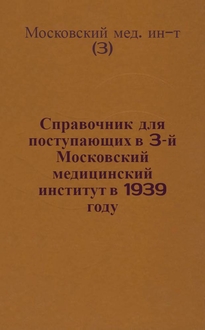 Московский мед. ин-т
(3)
Справочник для
поступающих в 3-й
Московский
медицинский
институт в 1939
году